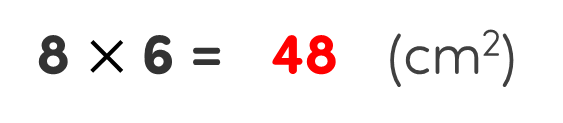 8 × 6 = 48 (cm²)